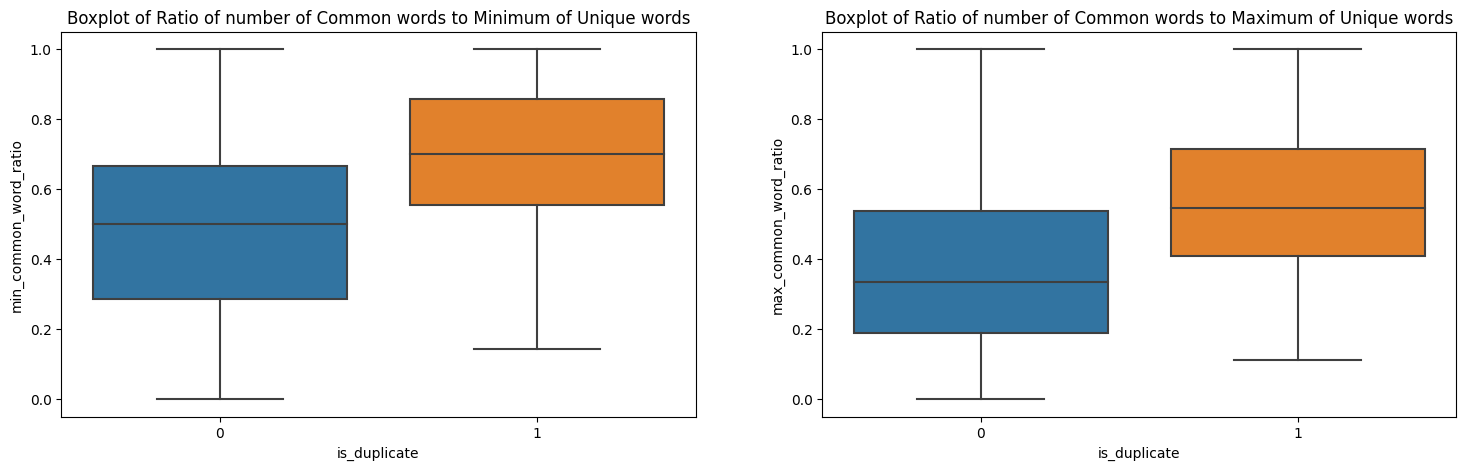 Boxplot of Ratio of number of Common words to Minimum of Unique words
min_common_word_ratio
1.0
0.8
0.6
0.4
0.2
0.0
0 1
is_duplicate
Boxplot of Ratio of number of Common words to Maximum of Unique words
max_common_word_ratio
1.0
0.8
0.6
0.4
0.2
0.0
0 1
is_duplicate